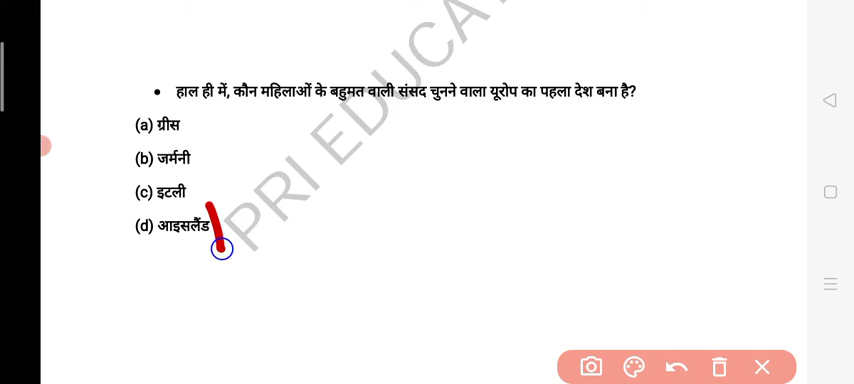 • हाल ही में, कौन महिलाओं के बहुमत वाली संसद चुनने वाला यूरोप का पहला देश बना है?
(a) ग्रीस
(b) जर्मनी
(c) इटली
(d) आइसलैंड
PRI EDUCA